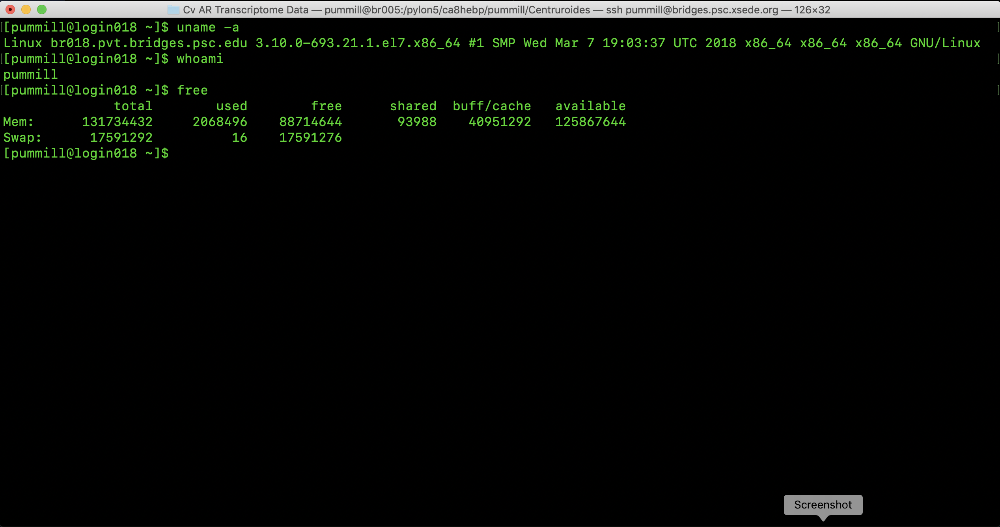 Cv AR Transcriptome Data — pummill@br005:/pylon5/ca8hebp/pummill/Centruroides — ssh pummill@bridges.psc.xsede.org — 126×32
[[pummill@login018 ~]$ uname -a ]
Linux br018.pvt.bridges.psc.edu 3.10.0-693.21.1.el7.x86_64 #1 SMP Wed Mar 7 19:03:37 UTC 2018 x86_64 x86_64 x86_64 GNU/Linux
[[pummill@login018 ~]$ whoami ]
pummill
[[pummill@login018 ~]$ free ]
total used free shared buff/cache available
Mem: 131734432 2068496 88714644 93988 40951292 125867644
Swap: 17591292 16 17591276
[pummill@login018 ~]$
Screenshot